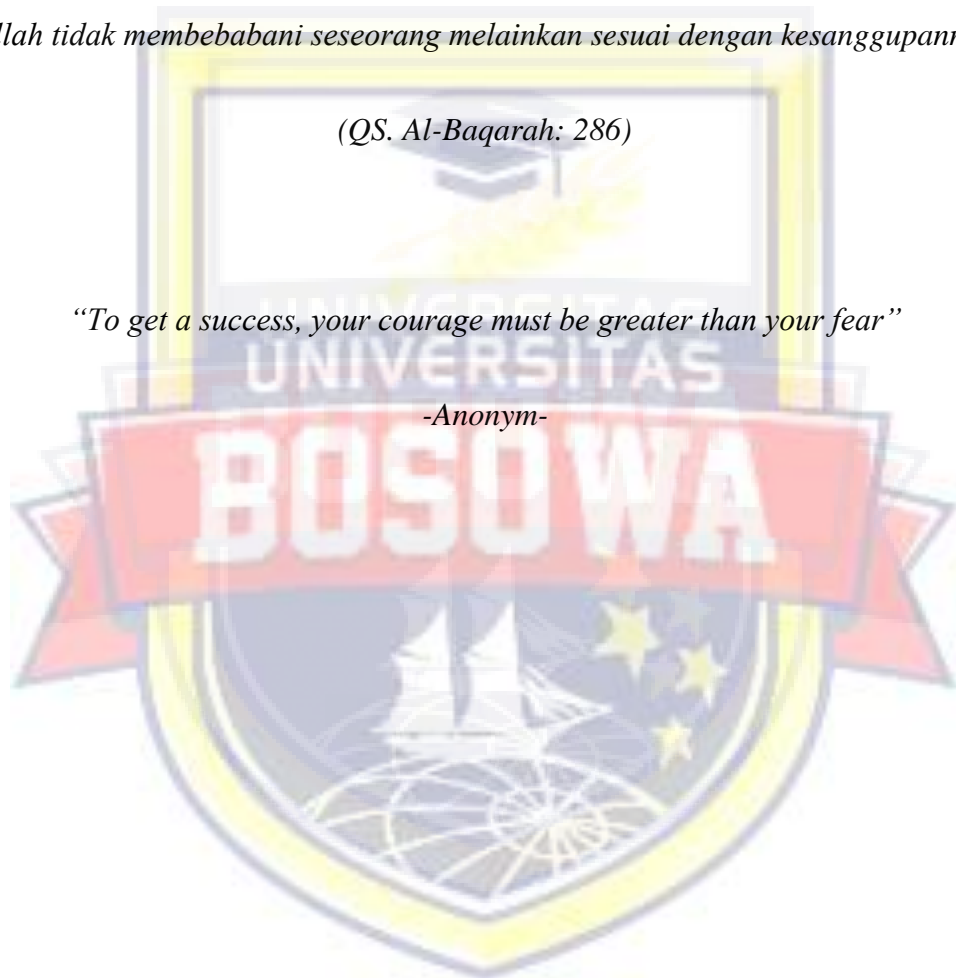 llah tidak membebabani seseorang melainkan sesuai dengan kesanggupann
(QS. Al-Baqarah: 286)
“To get a success, your courage must be greater than your fear”
UNIVERSITAS
-Anonym-
BOSOWA